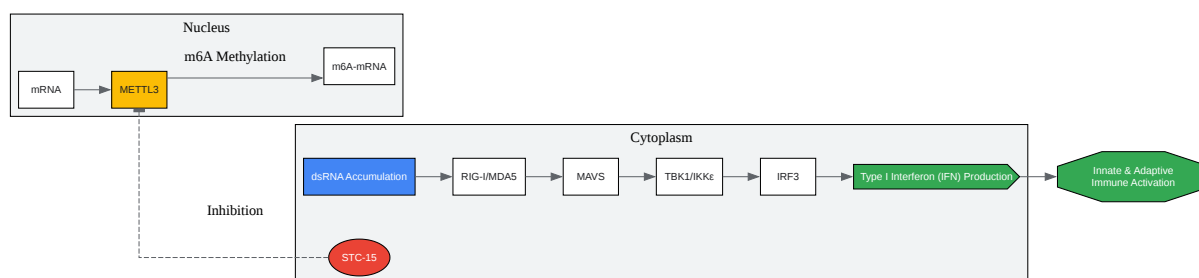 Nucleus
m6A Methylation
mRNA
METTL3
m6A-mRNA
Cytoplasm
dsRNA Accumulation
RIG-I/MDA5
MAVS
TBK1/IKKε
IRF3
Type I Interferon (IFN) Production
Innate & Adaptive
Immune Activation
Inhibition
STC-15